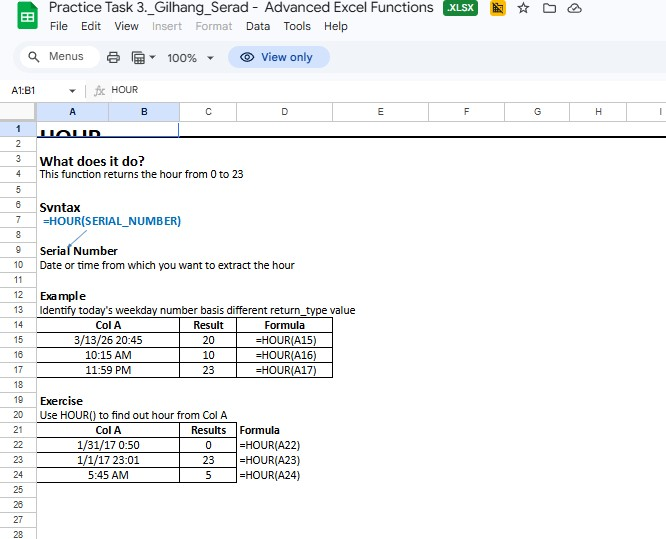 Practice Task 3._Gilhang_Serad - Advanced Excel Functions .XLSX
File Edit View Insert Format Data Tools Help
Menus 100% View only
A1:B1 fx HOUR
A B C D E F G H I
1 HOUR
2
3 What does it do?
4 This function returns the hour from 0 to 23
5
6 Syntax
7 =HOUR(SERIAL_NUMBER)
8
9 Serial Number
10 Date or time from which you want to extract the hour
11
12 Example
13 Identify today's weekday number basis different return_type value
14 Col A Result Formula
15 3/13/26 20:45 20 =HOUR(A15)
16 10:15 AM 10 =HOUR(A16)
17 11:59 PM 23 =HOUR(A17)
18
19 Exercise
20 Use HOUR() to find out hour from Col A
21 Col A Results Formula
22 1/31/17 0:50 0 =HOUR(A22)
23 1/1/17 23:01 23 =HOUR(A23)
24 5:45 AM 5 =HOUR(A24)
25
26
27
28